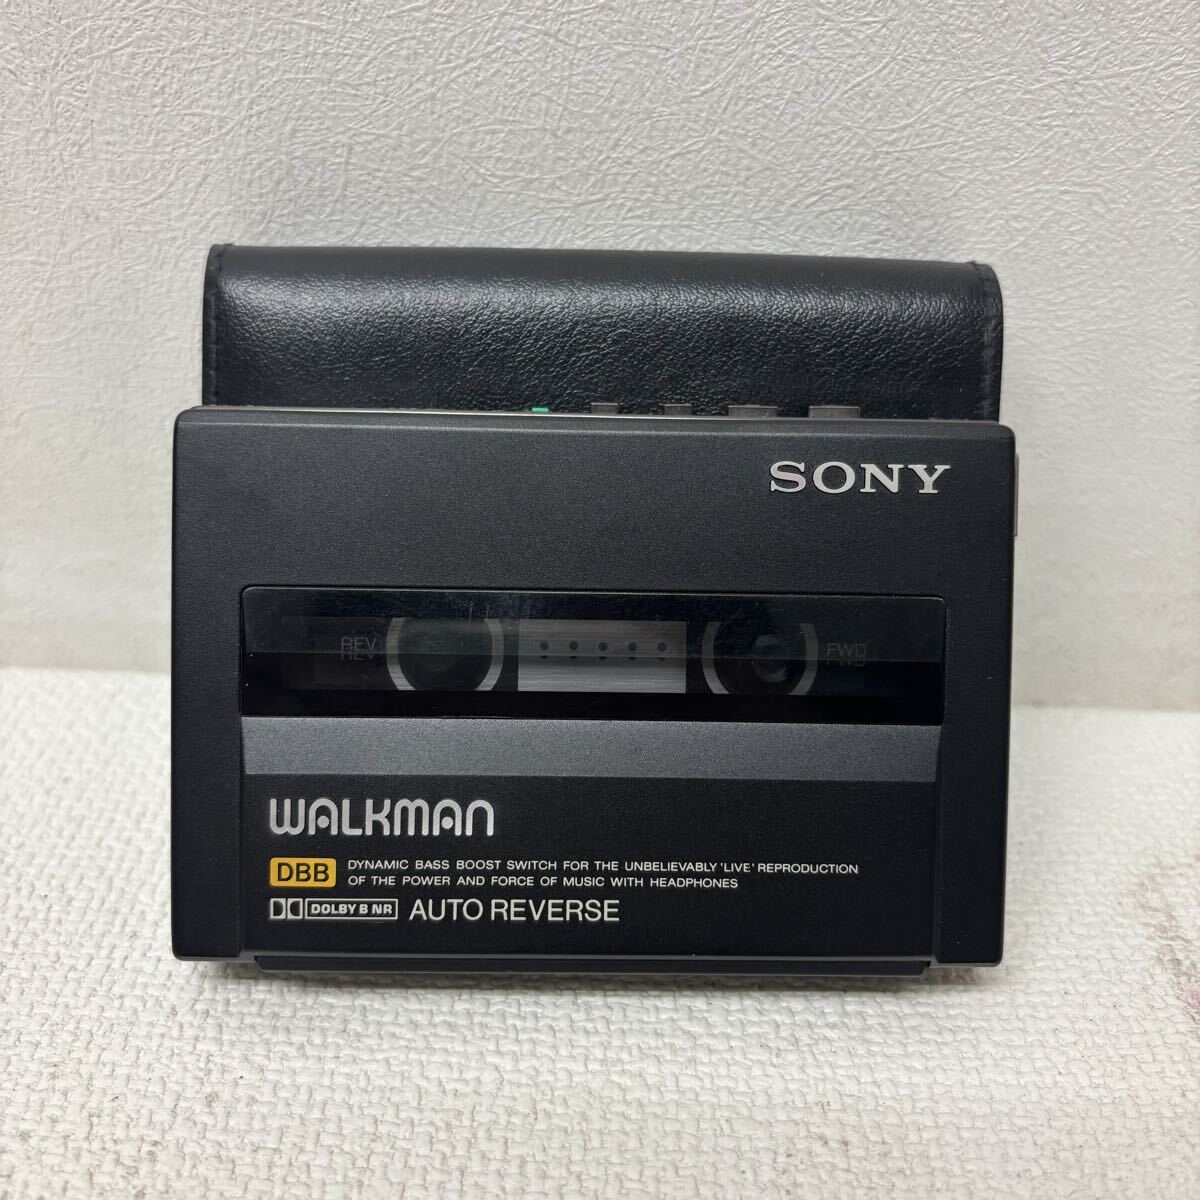 SONY
REV FWD
WALKMAN
DBB DYNAMIC BASS BOOST SWITCH FOR THE UNBELIEVABLY 'LIVE' REPRODUCTION
OF THE POWER AND FORCE OF MUSIC WITH HEADPHONES
DOLBY B NR AUTO REVERSE